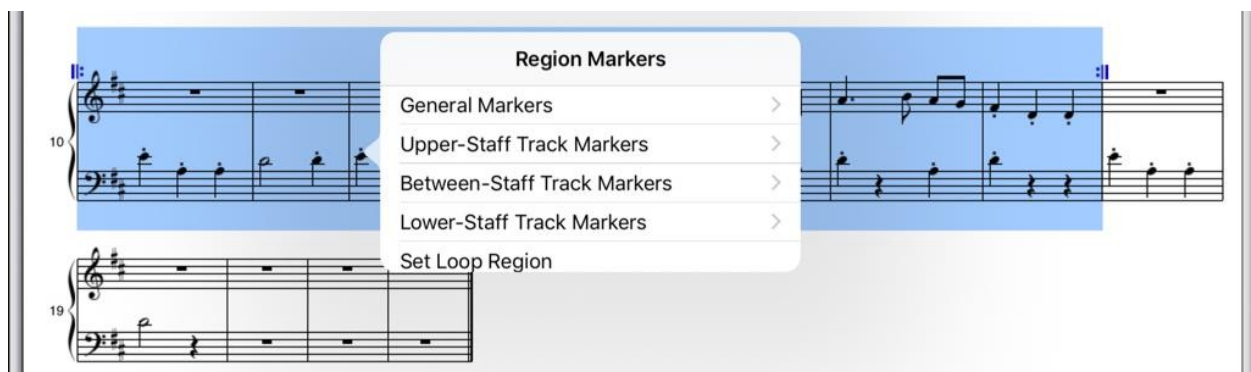 Region Markers
General Markers
10
Upper-Staff Track Markers
Between-Staff Track Markers
Lower-Staff Track Markers
Set Loop Region
19